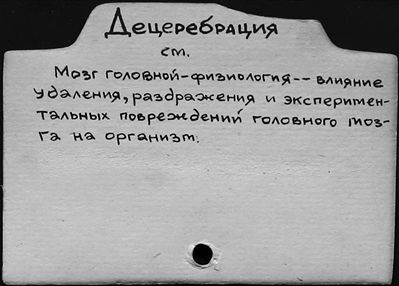 Децеребрация
см.
Мозг головной-физиология -- влияние
удаления, раздражения и эксперимен-
тальных повреждений головного моз-
га на организм.